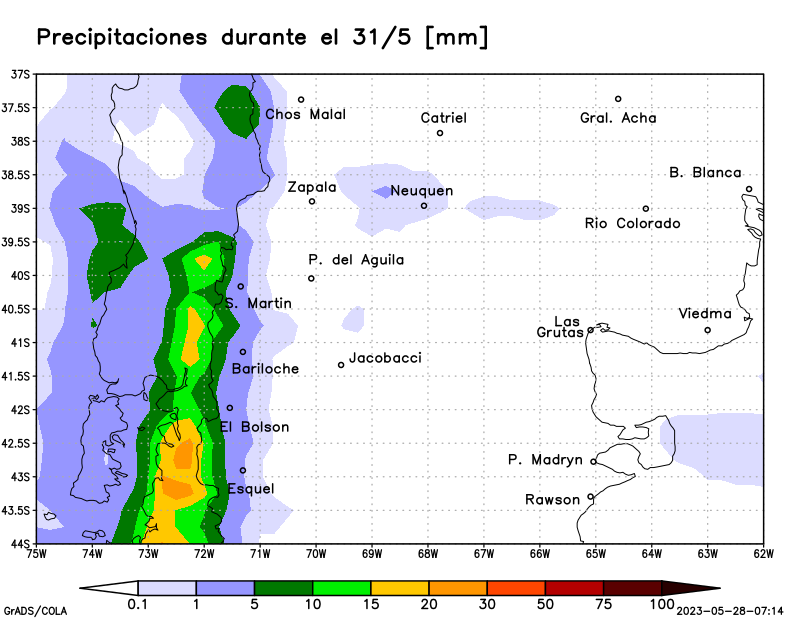 Precipitaciones durante el 31/5 [mm]
37S
37.5S
38S
38.5S
39S
39.5S
40S
40.5S
41S
41.5S
42S
42.5S
43S
43.5S
44S
Chos Malal
Catriel
Gral. Acha
B. Blanca
Zapala
Neuquen
Rio Colorado
P. del Aguila
S. Martin
Viedma
Las
Grutas
Jacobacci
Bariloche
El Bolson
P. Madryn
Esquel
Rawson
75W 74W 73W 72W 71W 70W 69W 68W 67W 66W 65W 64W 63W 62W
0.1 1 5 10 15 20 30 50 75 100
GrADS/COLA
2023-05-28-07:14